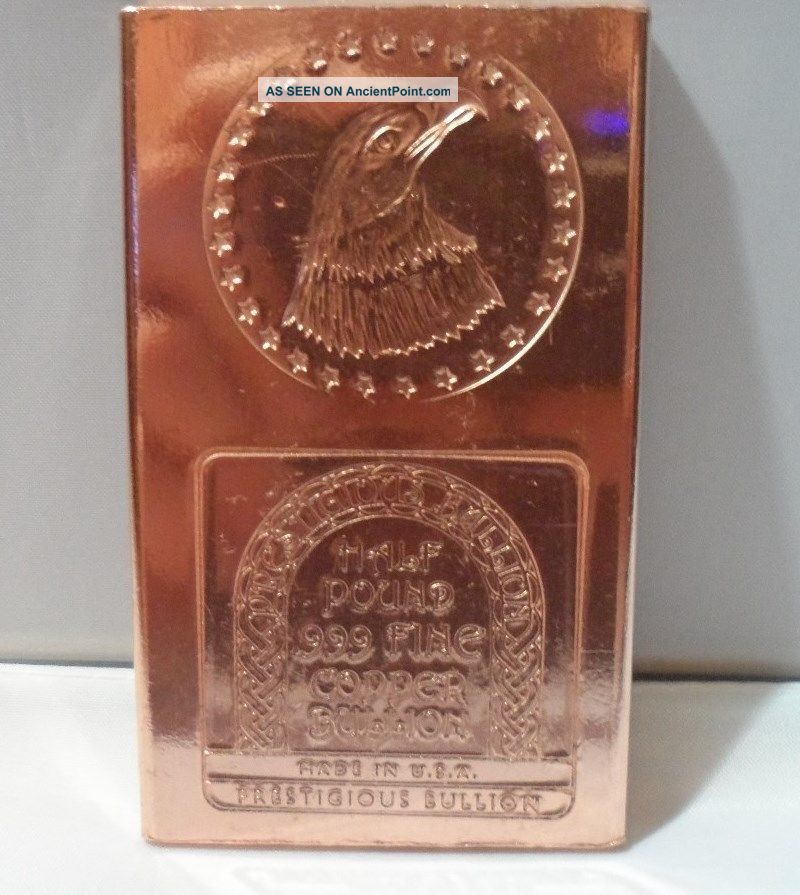 AS SEEN ON AncientPoint.com
PRESTIGIOUS BULLION
HALF
POUND
.999 FINE
COPPER
BULLION
MADE IN U.S.A.
PRESTIGIOUS BULLION